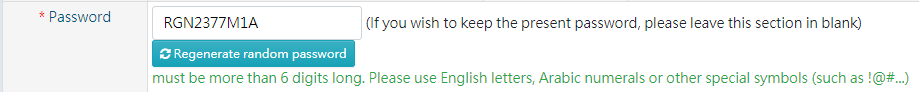 * Password RGN2377M1A (If you wish to keep the present password, please leave this section in blank)
Regenerate random password
must be more than 6 digits long. Please use English letters, Arabic numerals or other special symbols (such as !@#...)